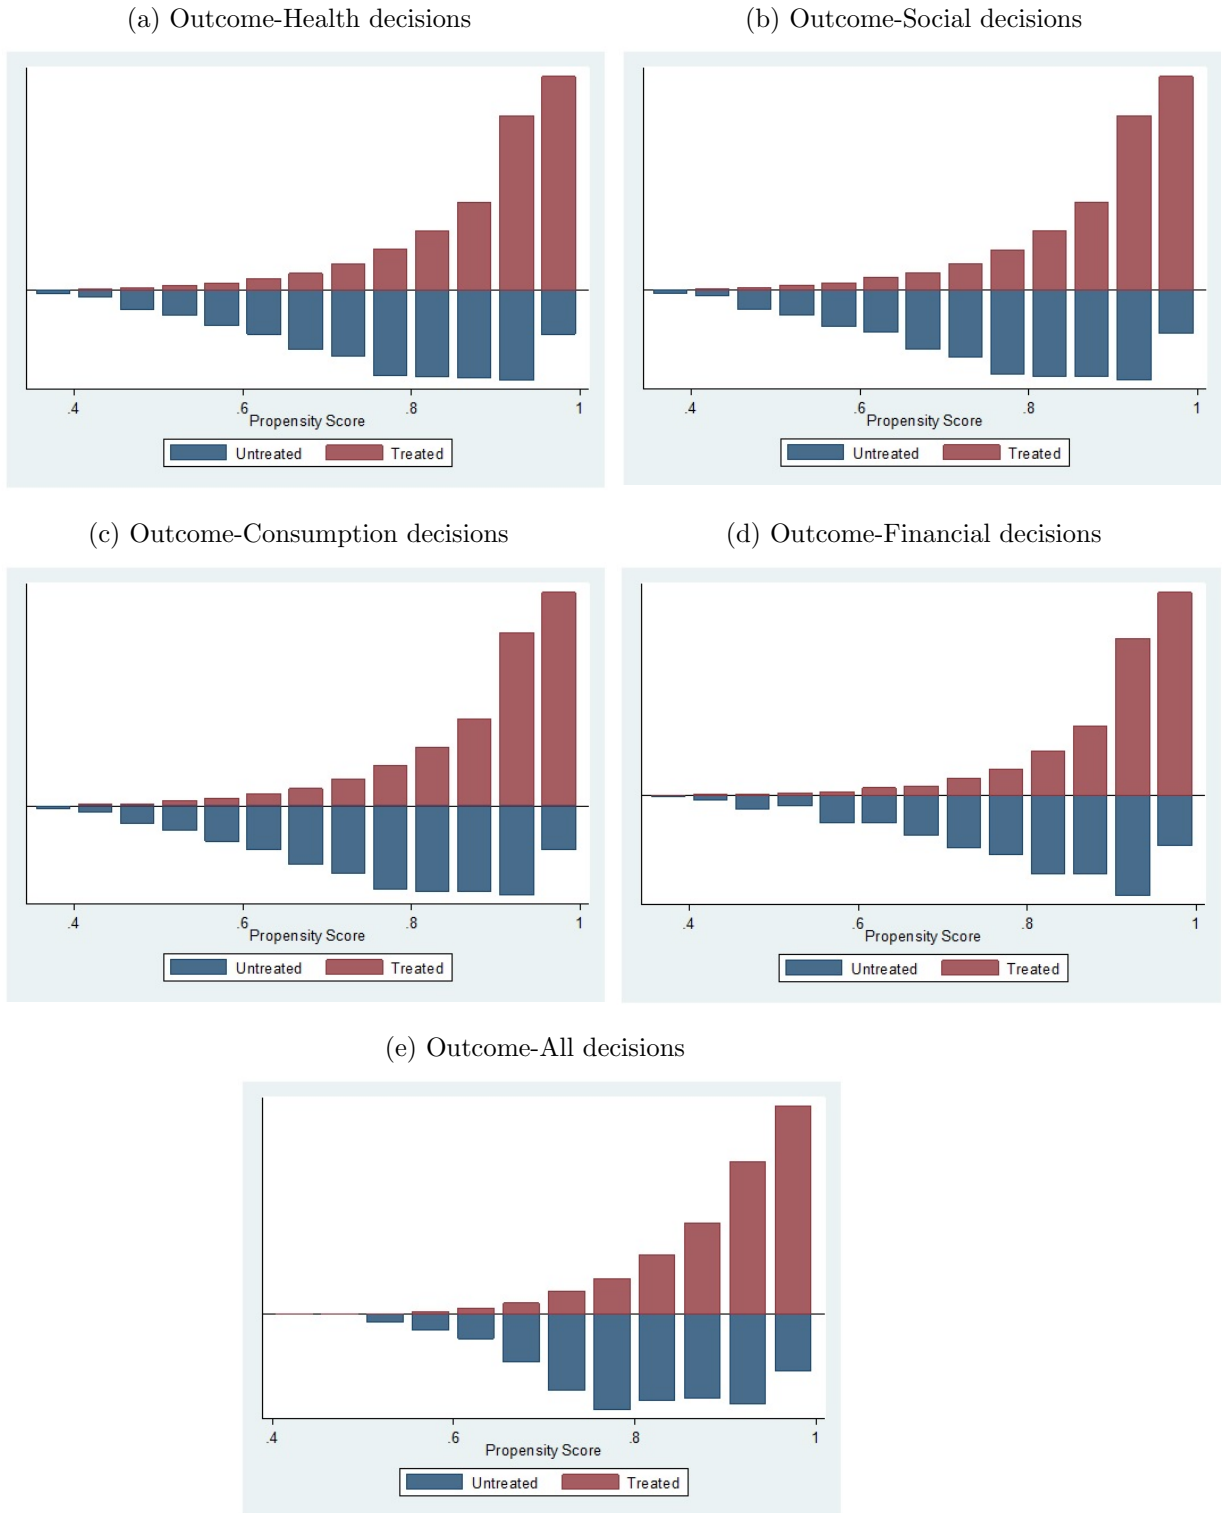 (a) Outcome-Health decisions
.4 .6 .8 1
Propensity Score
Untreated Treated
(b) Outcome-Social decisions
.4 .6 .8 1
Propensity Score
Untreated Treated
(c) Outcome-Consumption decisions
.4 .6 .8 1
Propensity Score
Untreated Treated
(d) Outcome-Financial decisions
.4 .6 .8 1
Propensity Score
Untreated Treated
(e) Outcome-All decisions
.4 .6 .8 1
Propensity Score
Untreated Treated